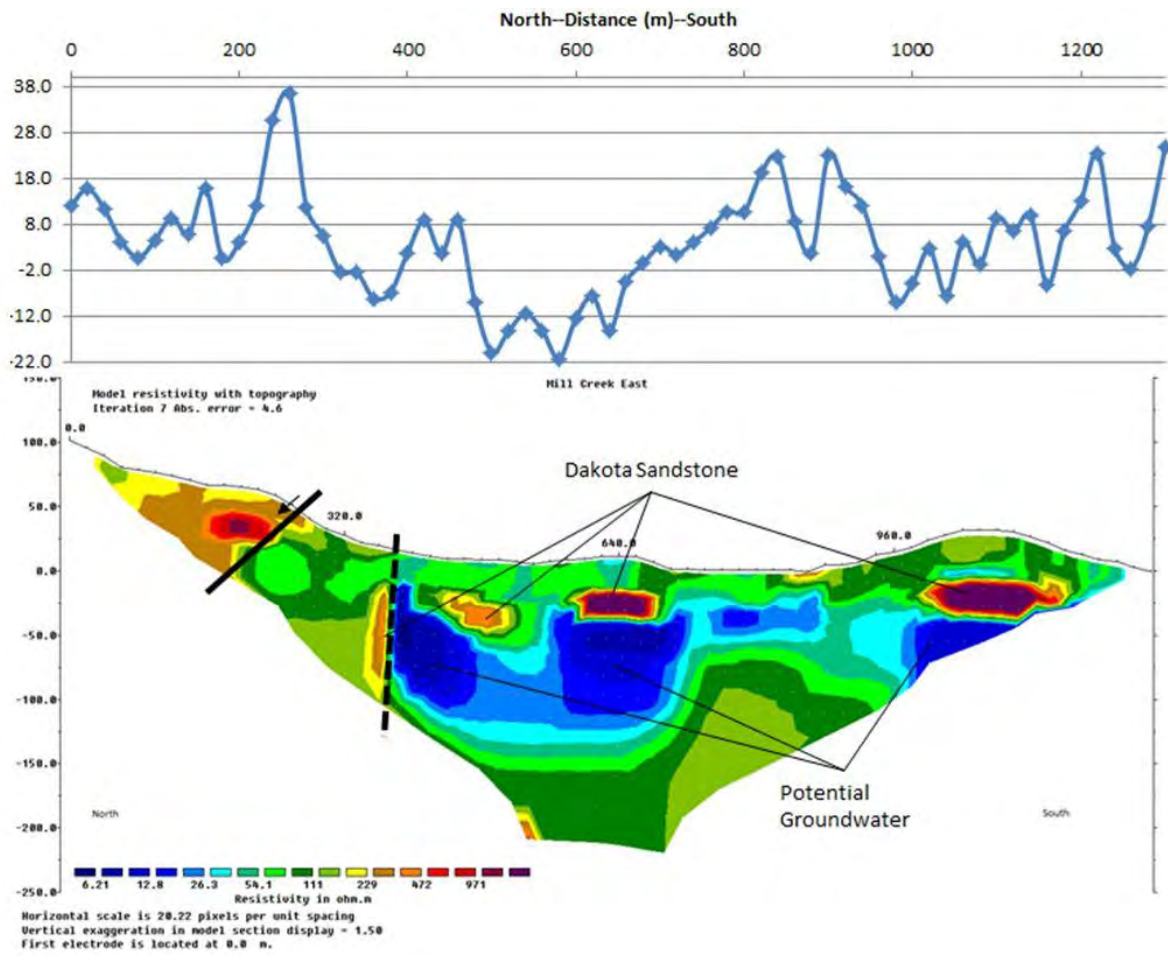 North--Distance (m)--South
0 200 400 600 800 1000 1200
38.0
28.0
18.0
8.0
-2.0
-12.0
-22.0
150.0
Mill Creek East
Model resistivity with topography
Iteration 7 Abs. error = 4.6
0.0
100.0
Dakota Sandstone
50.0
320.0
960.0
640.0
0.0
-50.0
-100.0
-150.0
Potential
Groundwater
North
South
-200.0
6.21 12.8 26.3 54.1 111 229 472 971
-250.0
Resistivity in ohm.m
Horizontal scale is 20.22 pixels per unit spacing
Vertical exaggeration in model section display = 1.50
First electrode is located at 0.0 m.